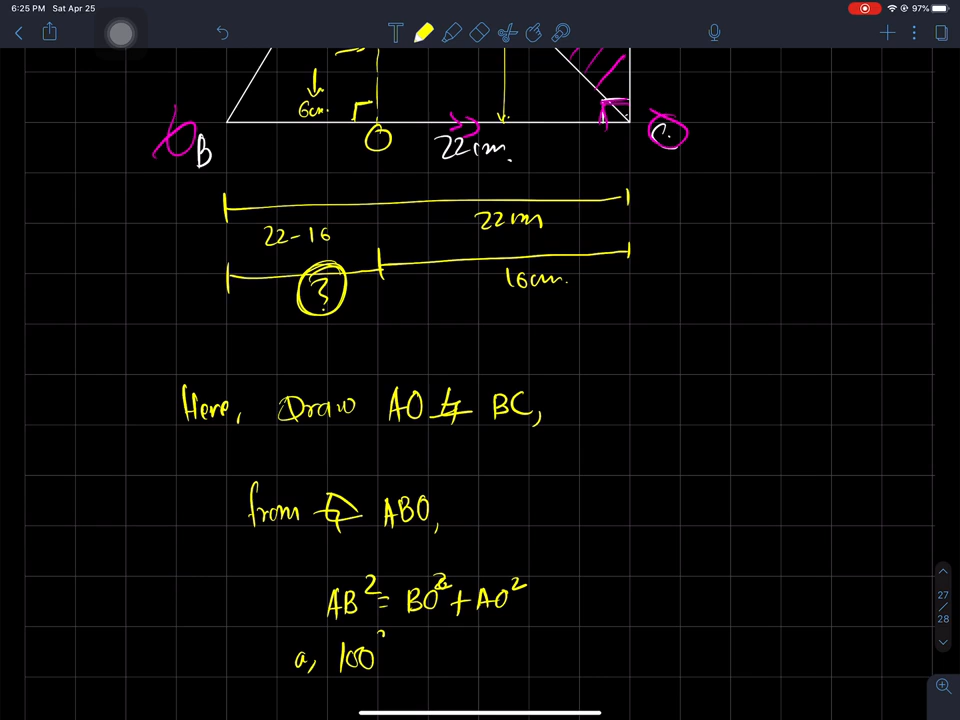 6:25 PM Sat Apr 25
97%
6cm.
O
B
22cm.
C
22-16
22cm
?
16cm.
Here, Draw AO BC,
from ABO,
AB² = BO² + AO²
a, 100
27
/
28